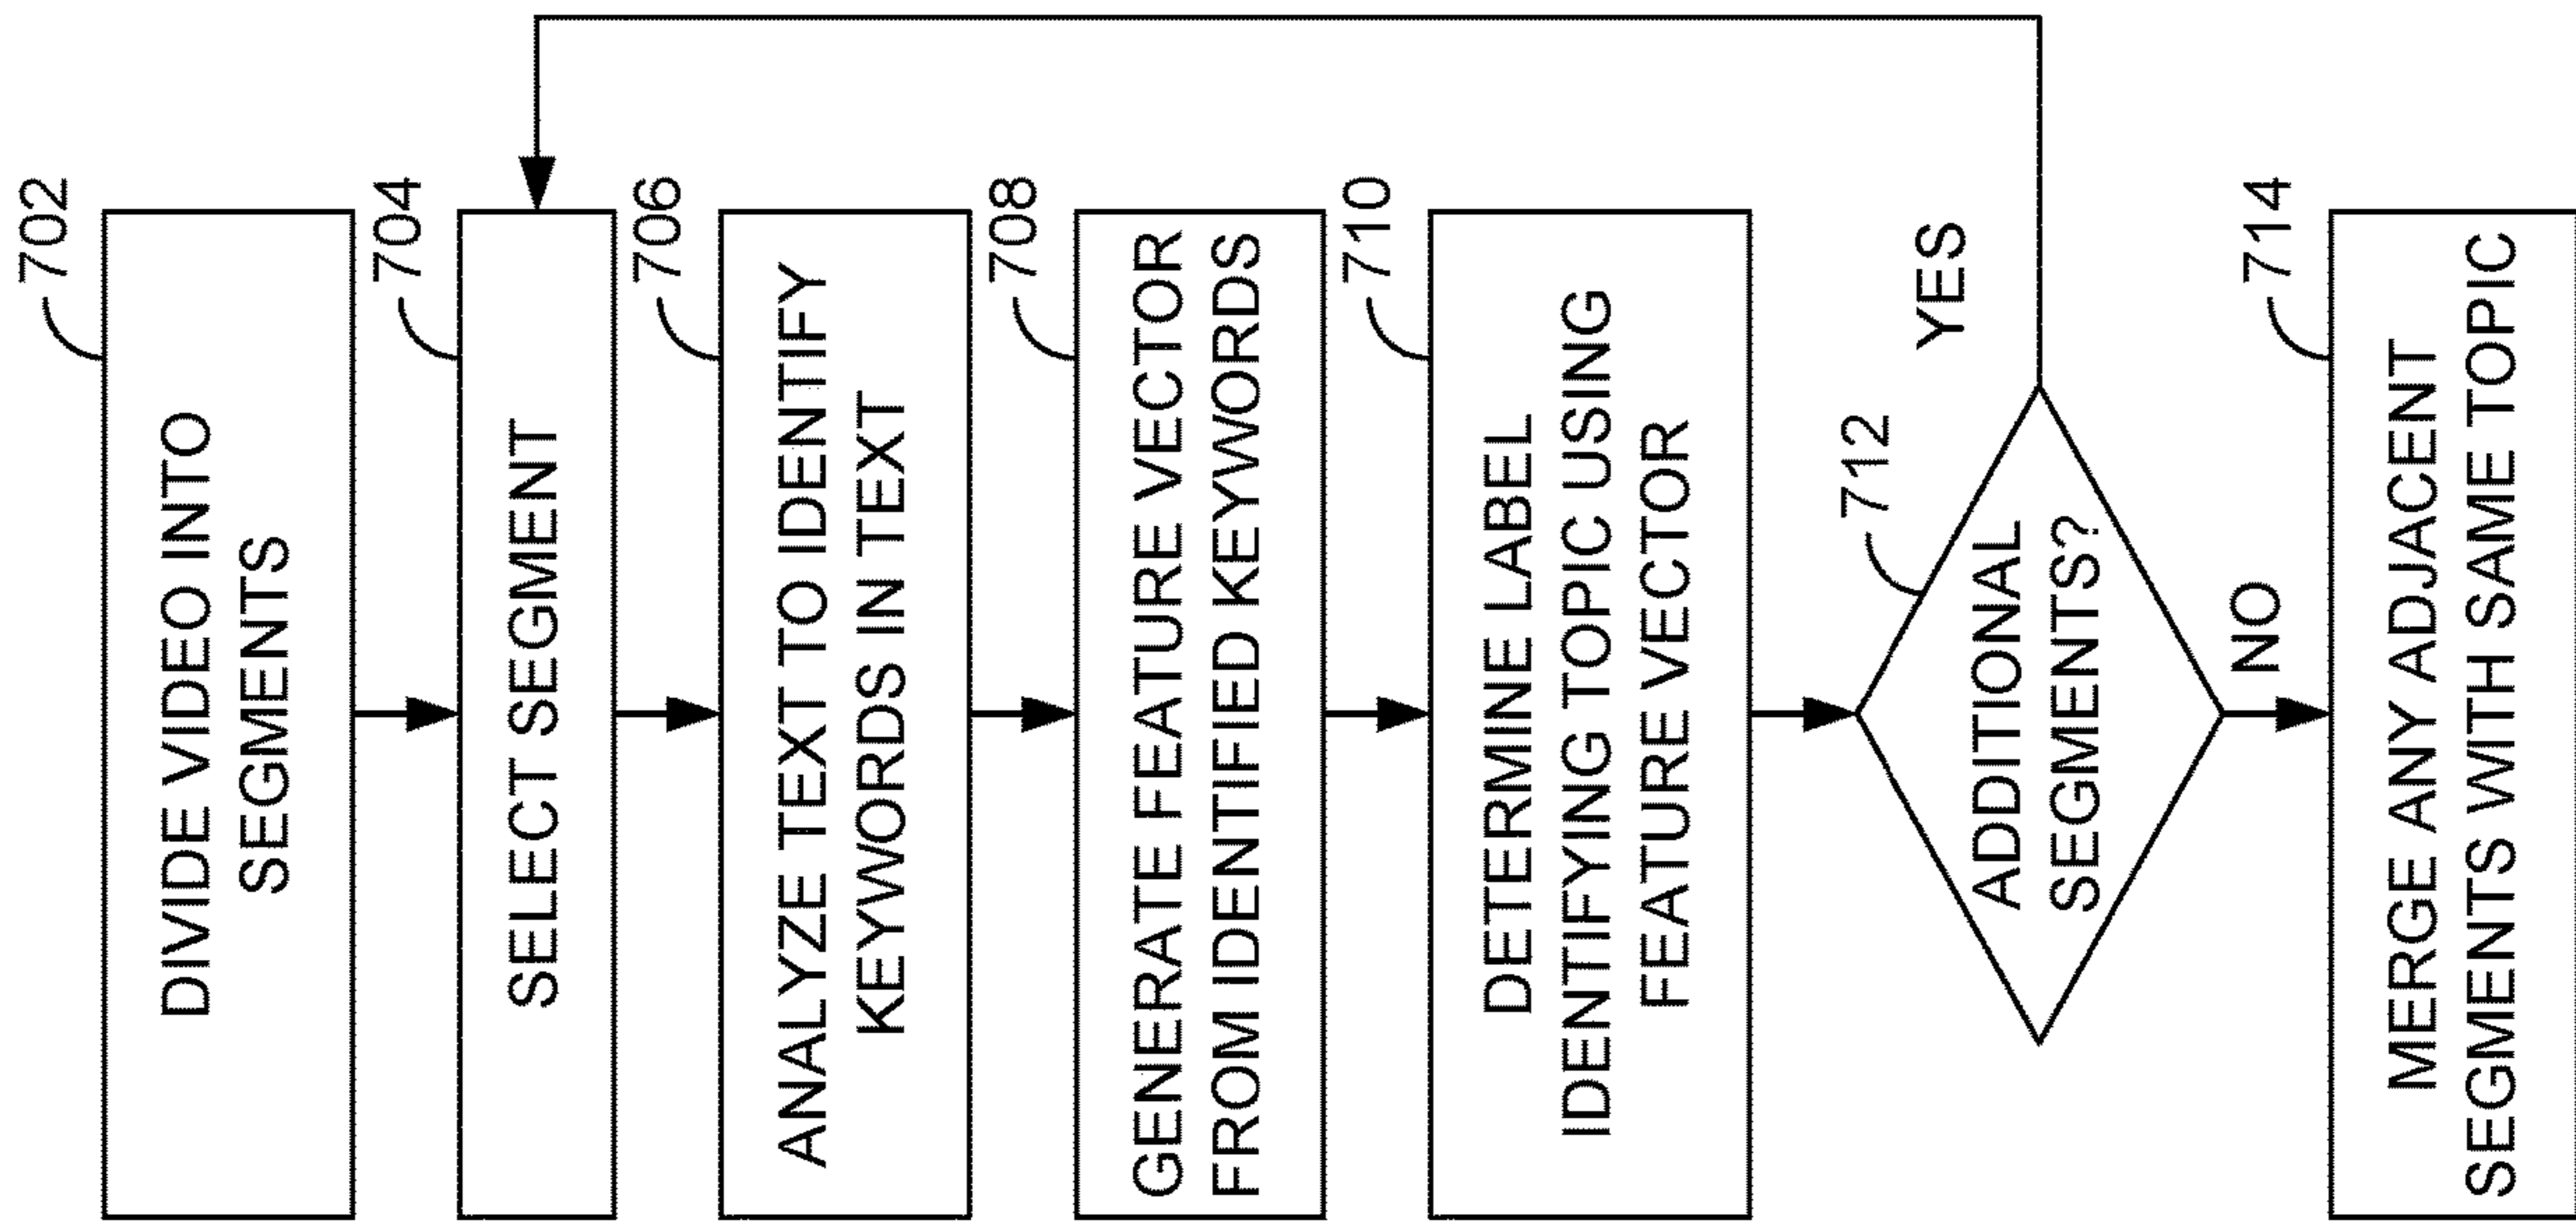 702
DIVIDE VIDEO INTO
SEGMENTS
704
SELECT SEGMENT
706
ANALYZE TEXT TO IDENTIFY
KEYWORDS IN TEXT
708
GENERATE FEATURE VECTOR
FROM IDENTIFIED KEYWORDS
710
DETERMINE LABEL
IDENTIFYING TOPIC USING
FEATURE VECTOR
712
ADDITIONAL
SEGMENTS?
YES
NO
714
MERGE ANY ADJACENT
SEGMENTS WITH SAME TOPIC